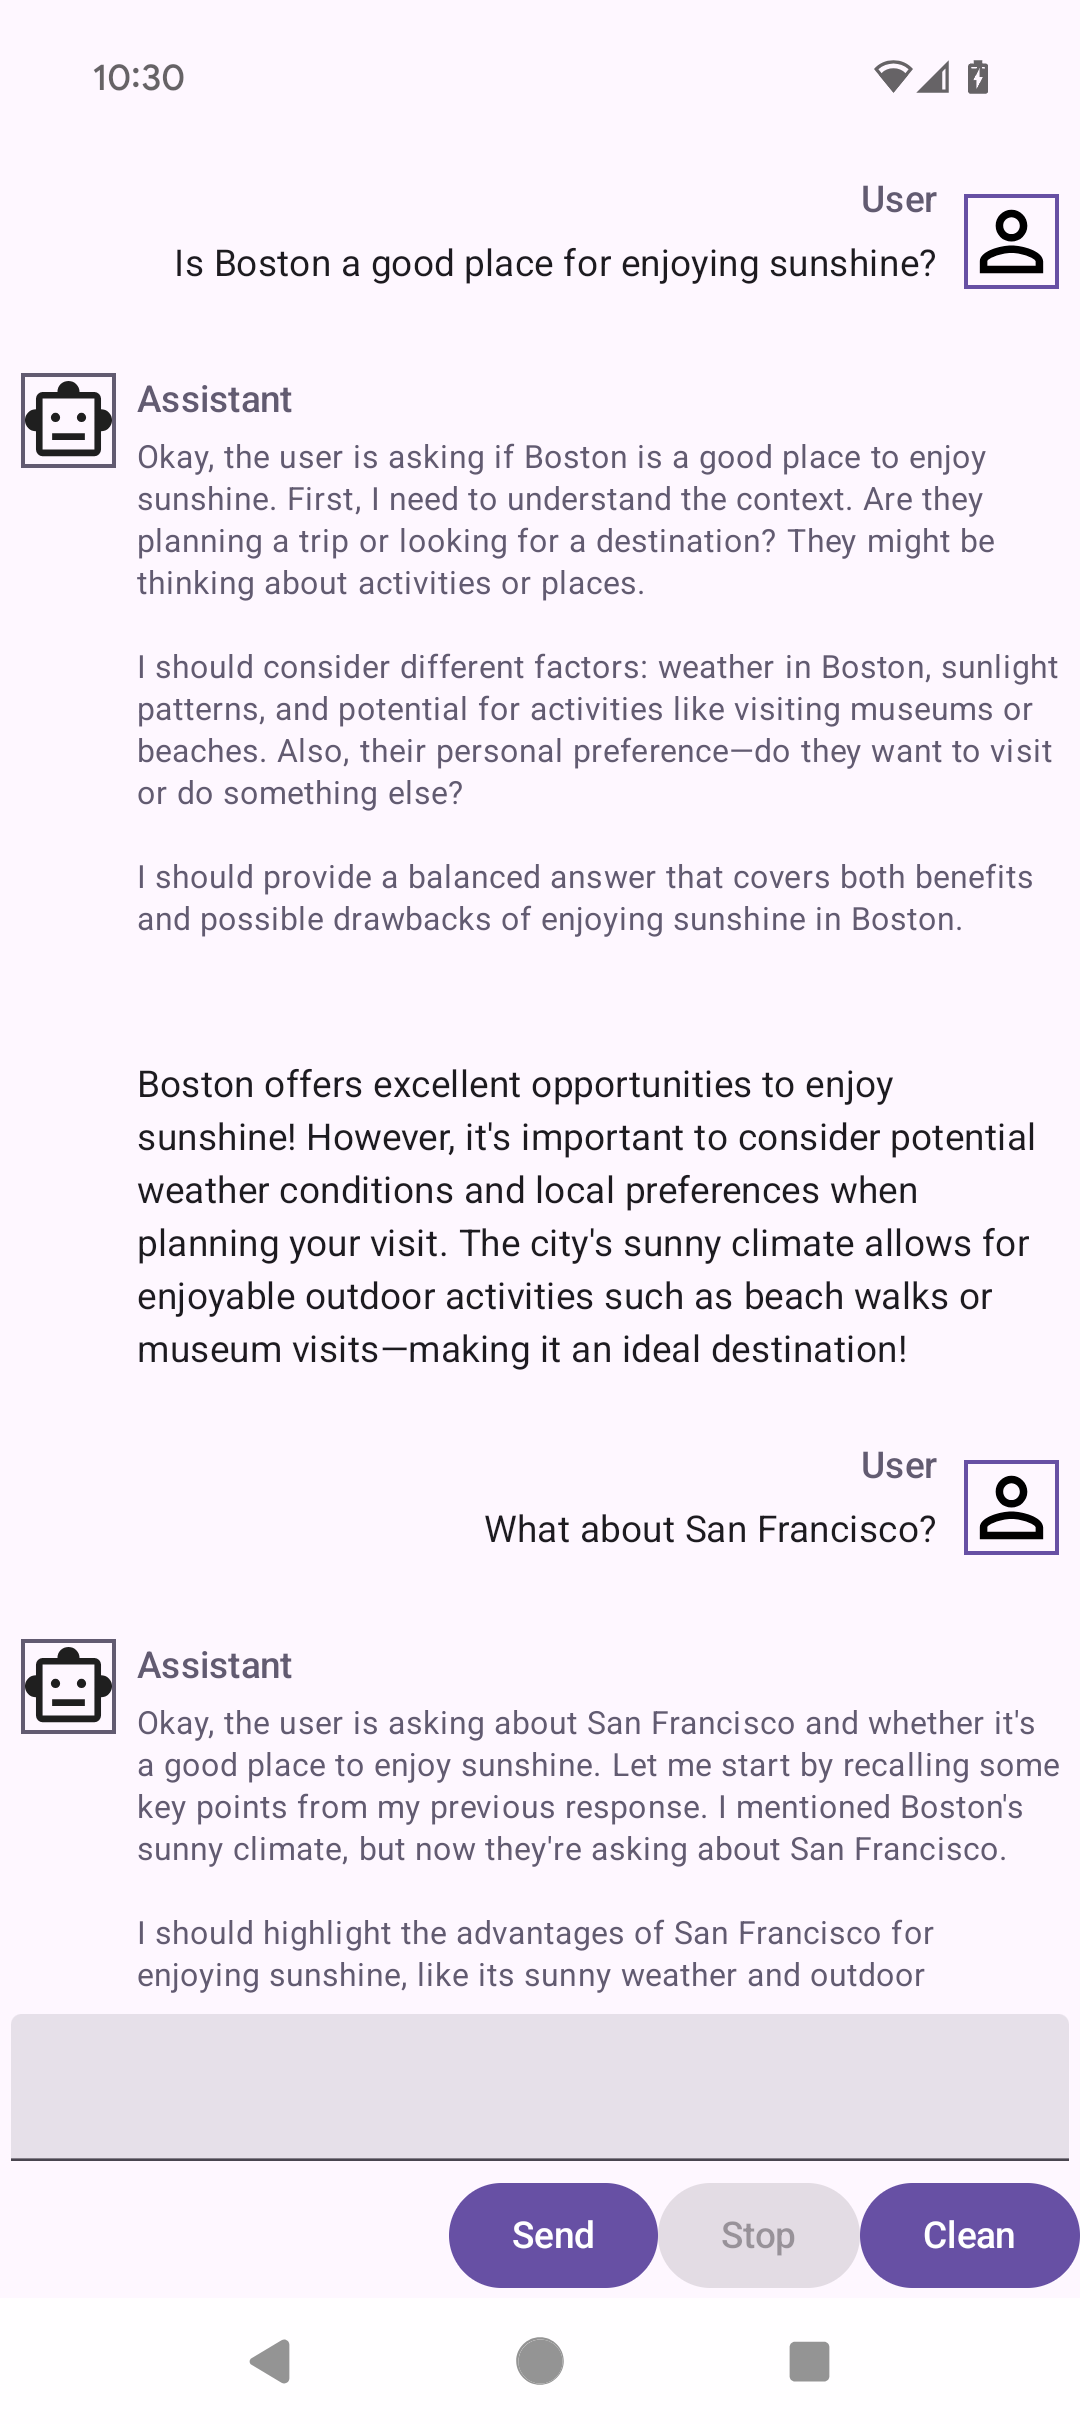 10:30
User
Is Boston a good place for enjoying sunshine?
Assistant
Okay, the user is asking if Boston is a good place to enjoy
sunshine. First, I need to understand the context. Are they
planning a trip or looking for a destination? They might be
thinking about activities or places.
I should consider different factors: weather in Boston, sunlight
patterns, and potential for activities like visiting museums or
beaches. Also, their personal preference—do they want to visit
or do something else?
I should provide a balanced answer that covers both benefits
and possible drawbacks of enjoying sunshine in Boston.
Boston offers excellent opportunities to enjoy
sunshine! However, it's important to consider potential
weather conditions and local preferences when
planning your visit. The city's sunny climate allows for
enjoyable outdoor activities such as beach walks or
museum visits—making it an ideal destination!
User
What about San Francisco?
Assistant
Okay, the user is asking about San Francisco and whether it's
a good place to enjoy sunshine. Let me start by recalling some
key points from my previous response. I mentioned Boston's
sunny climate, but now they're asking about San Francisco.
I should highlight the advantages of San Francisco for
enjoying sunshine, like its sunny weather and outdoor
Send
Stop
Clean